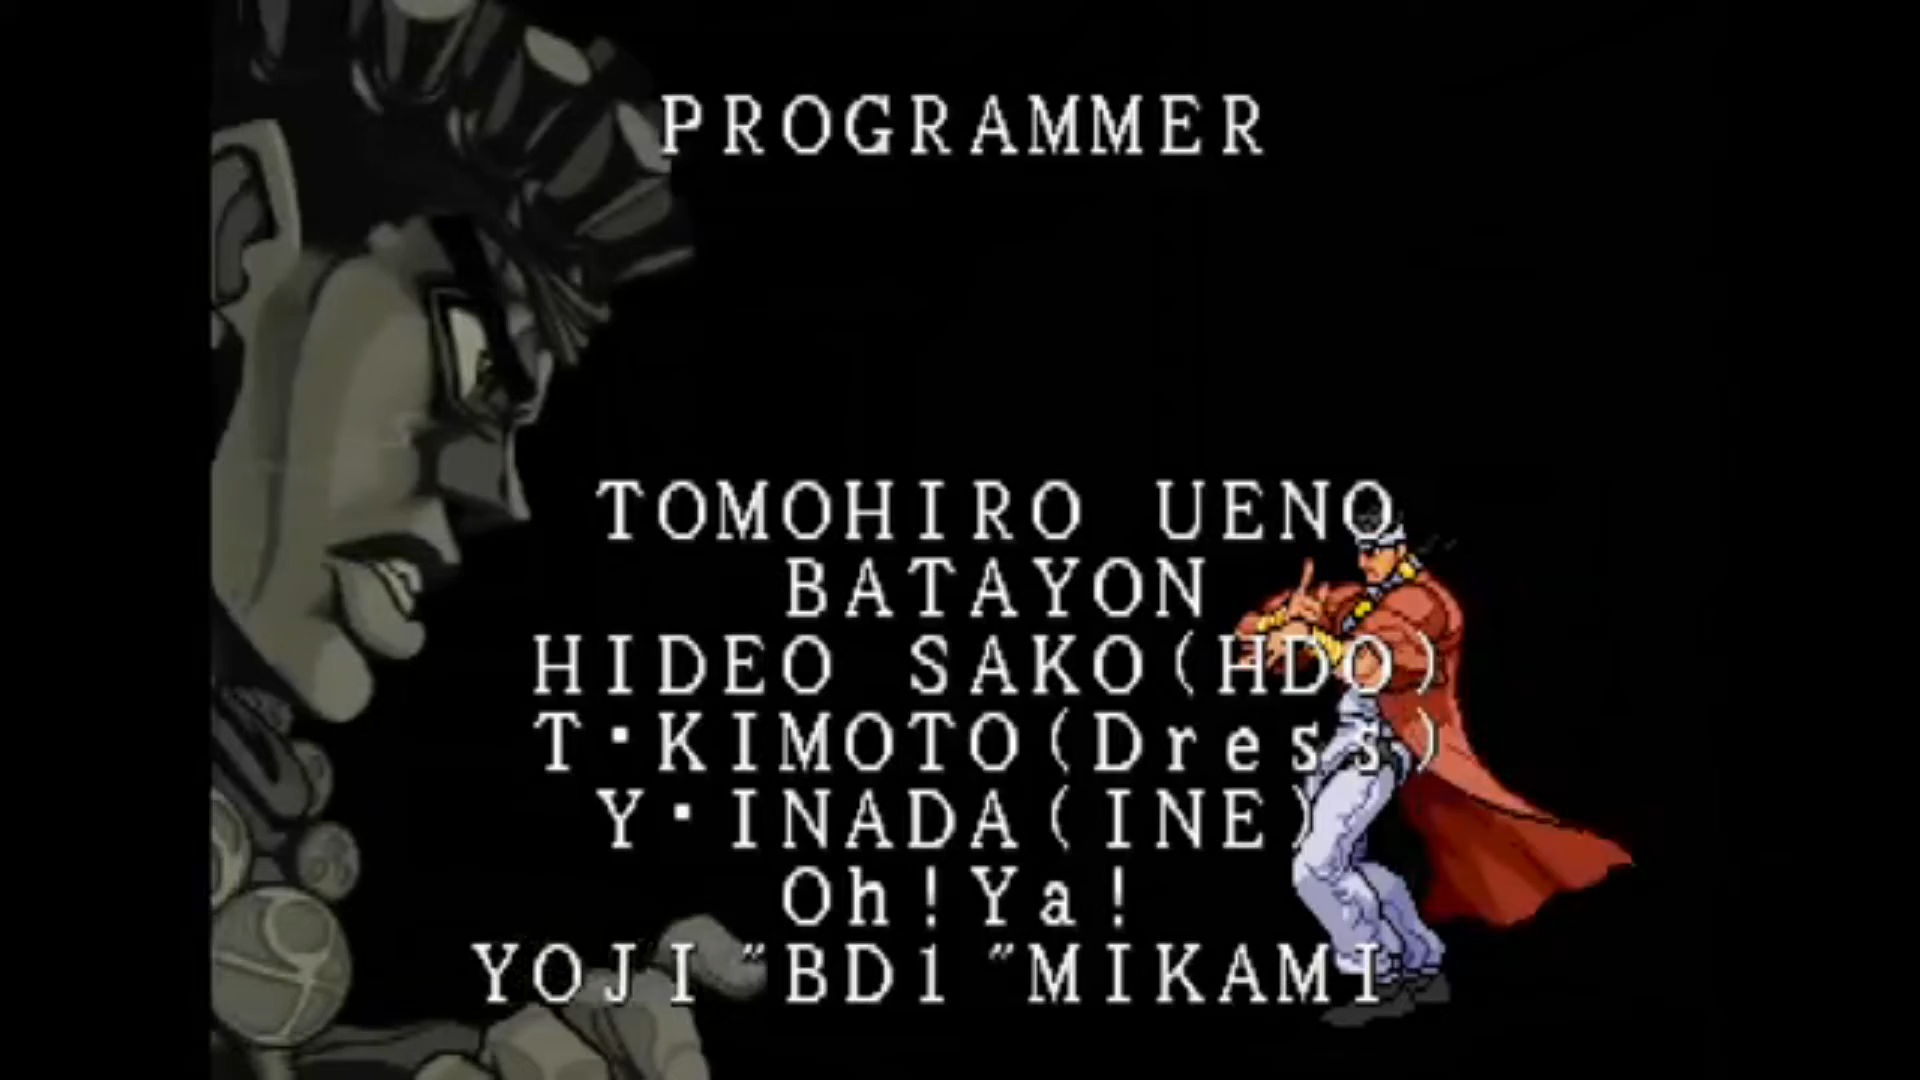 PROGRAMMER
TOMOHIRO UENO
BATAYON
HIDEO SAKO(HDO)
T・KIMOTO(Dress)
Y・INADA(INE)
Oh!Ya!
YOJI "BD1 "MIKAMI